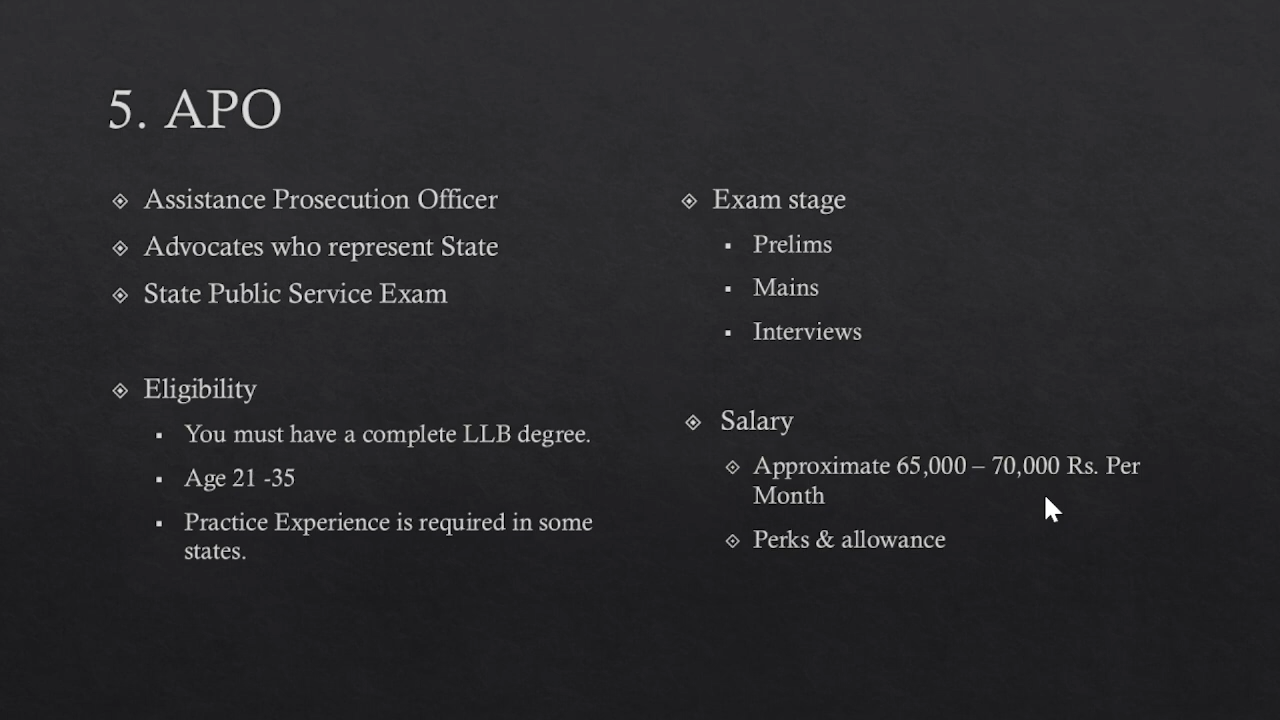 5. APO
Assistance Prosecution Officer
Advocates who represent State
State Public Service Exam
Eligibility
You must have a complete LLB degree.
Age 21 -35
Practice Experience is required in some
states.
Exam stage
Prelims
Mains
Interviews
Salary
Approximate 65,000 – 70,000 Rs. Per
Month
Perks & allowance